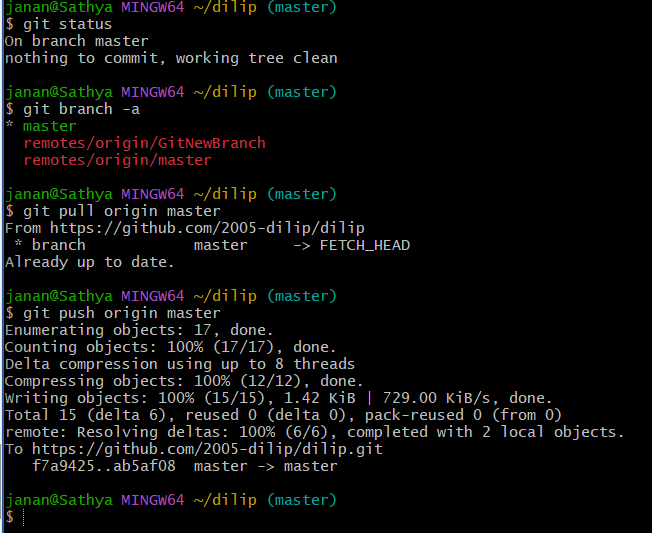 janan@Sathya MINGW64 ~/dilip (master)
$ git status
On branch master
nothing to commit, working tree clean
janan@Sathya MINGW64 ~/dilip (master)
$ git branch -a
* master
  remotes/origin/GitNewBranch
  remotes/origin/master
janan@Sathya MINGW64 ~/dilip (master)
$ git pull origin master
From https://github.com/2005-dilip/dilip
 * branch            master     -> FETCH_HEAD
Already up to date.
janan@Sathya MINGW64 ~/dilip (master)
$ git push origin master
Enumerating objects: 17, done.
Counting objects: 100% (17/17), done.
Delta compression using up to 8 threads
Compressing objects: 100% (12/12), done.
Writing objects: 100% (15/15), 1.42 KiB | 729.00 KiB/s, done.
Total 15 (delta 6), reused 0 (delta 0), pack-reused 0 (from 0)
remote: Resolving deltas: 100% (6/6), completed with 2 local objects.
To https://github.com/2005-dilip/dilip.git
   f7a9425..ab5af08  master -> master
janan@Sathya MINGW64 ~/dilip (master)
$